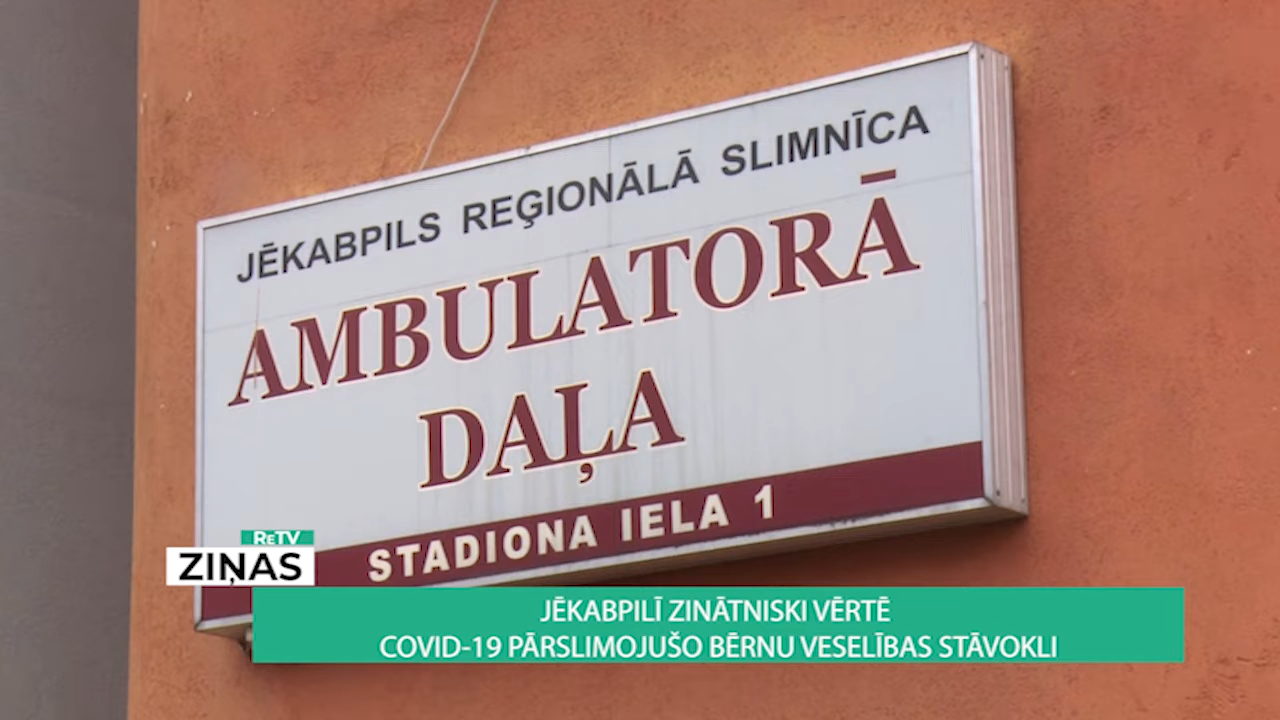 JĒKABPILS REĢIONĀLĀ SLIMNĪCA
AMBULATORĀ
DAĻA
STADIONA IELA 1
RETV
ZIŅAS
JĒKABPILĪ ZINĀTNISKI VĒRTĒ
COVID-19 PĀRSLIMOJUŠO BĒRNU VESELĪBAS STĀVOKLI